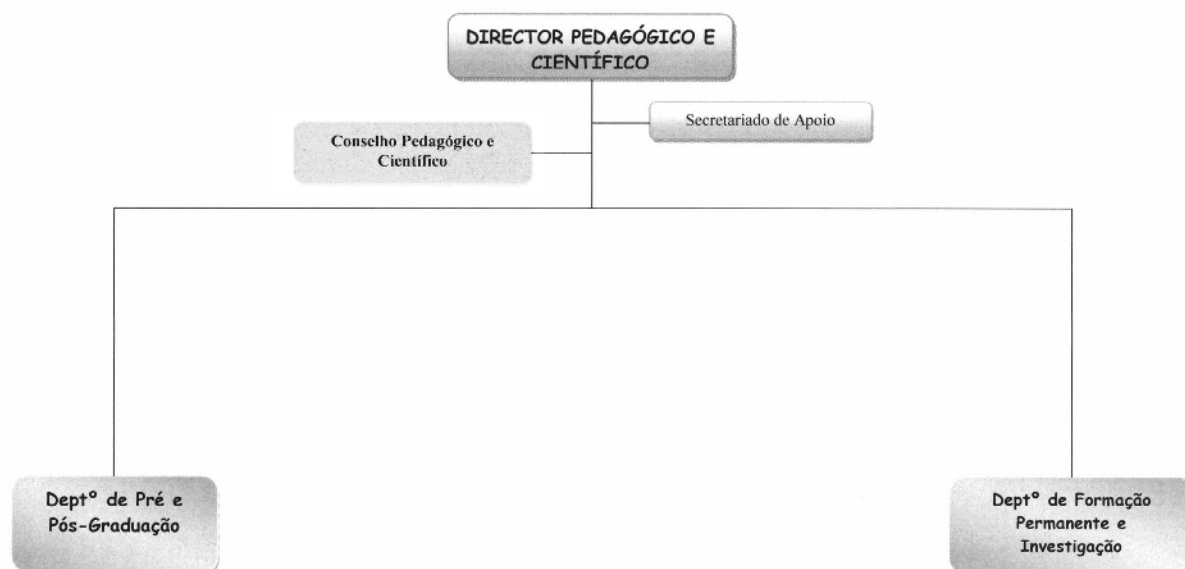 DIRECTOR PEDAGÓGICO E
CIENTÍFICO
Secretariado de Apoio
Conselho Pedagógico e
Científico
Deptº de Pré e
Pós-Graduação
Deptº de Formação
Permanente e
Investigação